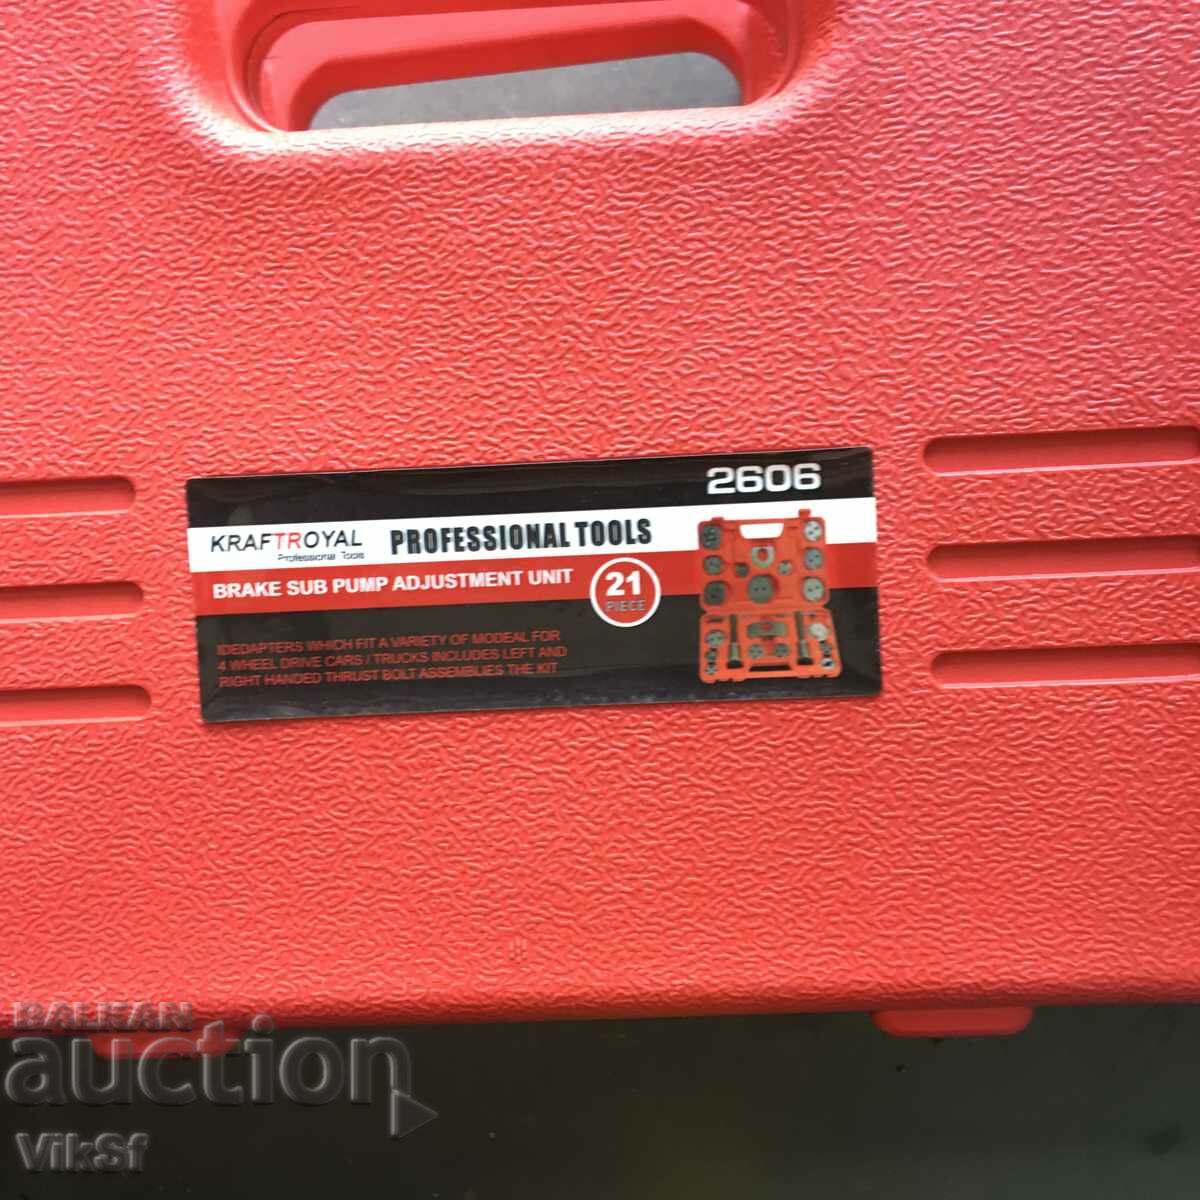 2606
KRAFTROYAL PROFESSIONAL TOOLS
Professional Tools
BRAKE SUB PUMP ADJUSTMENT UNIT
21
PIECE
IDEDAPTERS WHICH FIT A VARIETY OF MODEAL FOR
4 WHEEL DRIVE CARS / TRUCKS INCLUDES LEFT AND
RIGHT HANDED THRUST BOLT ASSEMBLIES THE KIT
BALKAN
auction
VikSf